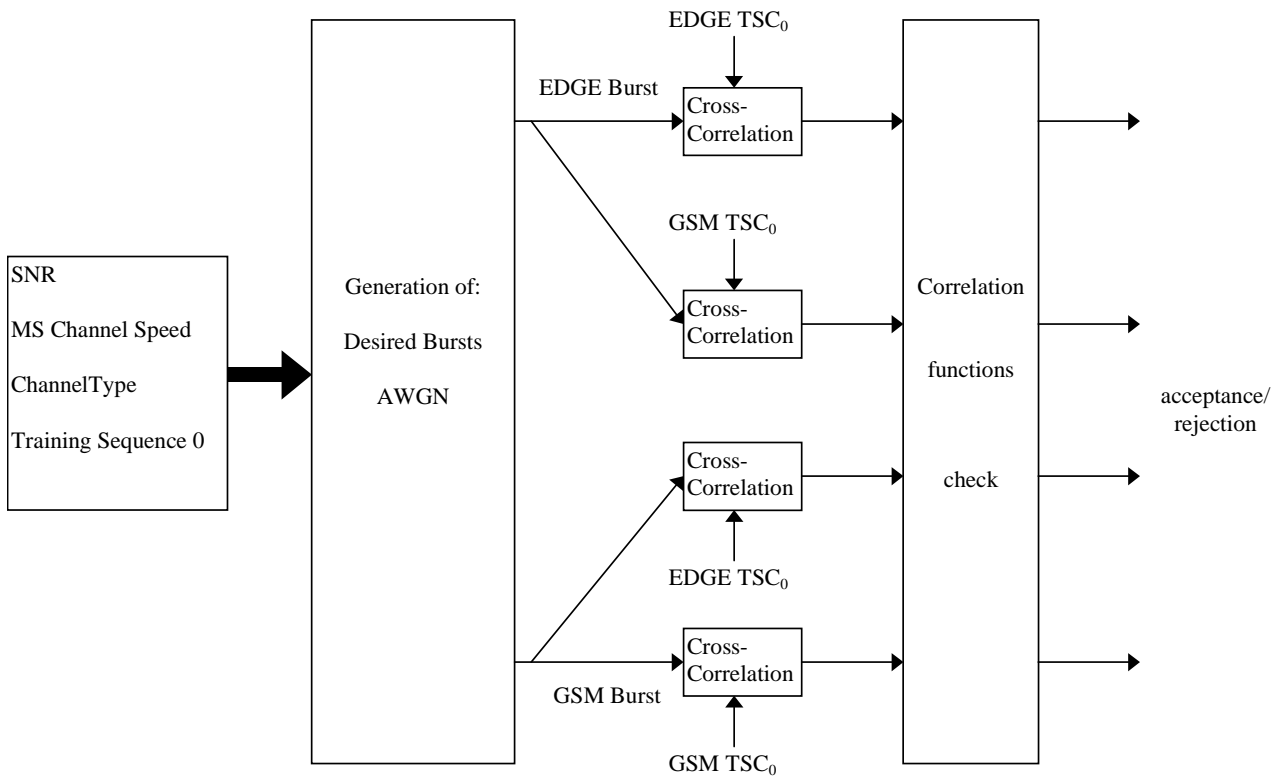 SNR
MS Channel Speed
ChannelType
Training Sequence 0
Generation of:
Desired Bursts
AWGN
EDGE Burst
GSM Burst
EDGE TSC₀
Cross-
Correlation
GSM TSC₀
Cross-
Correlation
Cross-
Correlation
EDGE TSC₀
Cross-
Correlation
GSM TSC₀
Correlation
functions
check
acceptance/
rejection